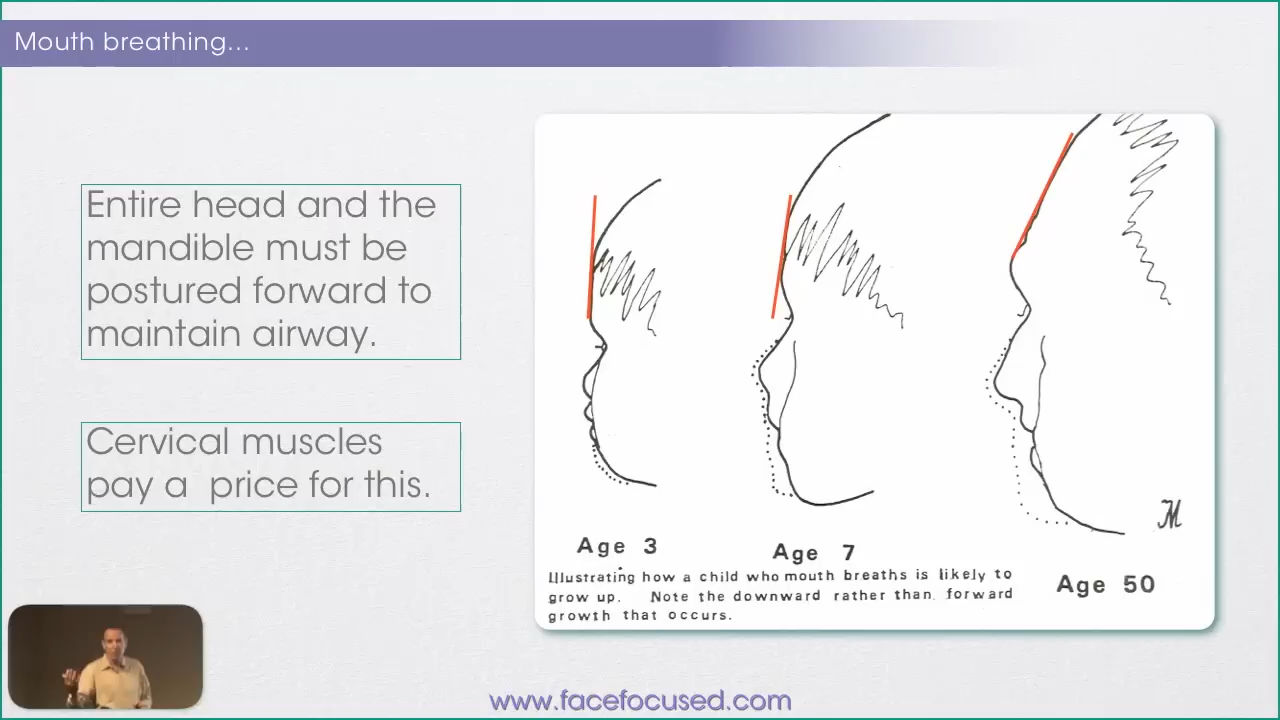 Mouth breathing...
Entire head and the
mandible must be
postured forward to
maintain airway.
Cervical muscles
pay a  price for this.
Age 3
Age 7
Age 50
Illustrating how a child who mouth breaths is likely to
grow up. Note the downward rather than forward
growth that occurs.
M
www.facefocused.com